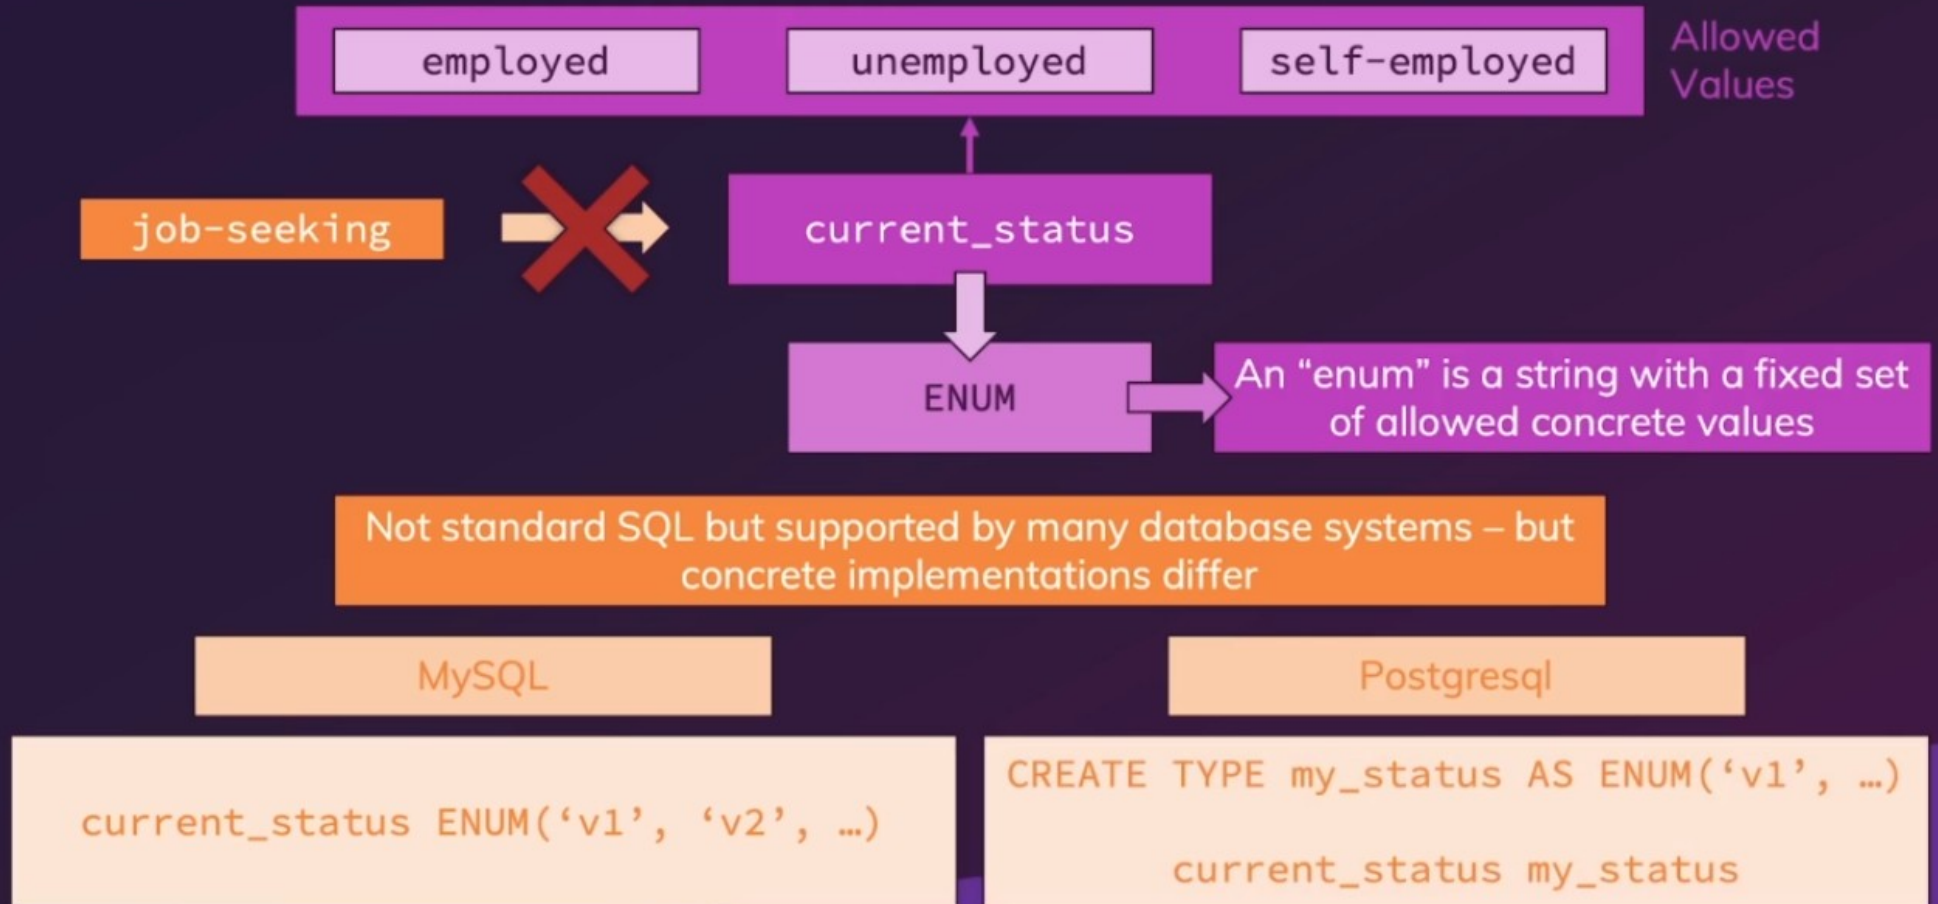 employed
unemployed
self-employed
Allowed
Values
job-seeking
current_status
ENUM
An “enum” is a string with a fixed set
of allowed concrete values
Not standard SQL but supported by many database systems – but
concrete implementations differ
MySQL
Postgresql
current_status ENUM(‘v1’, ‘v2’, …)
CREATE TYPE my_status AS ENUM(‘v1’, …)
current_status my_status